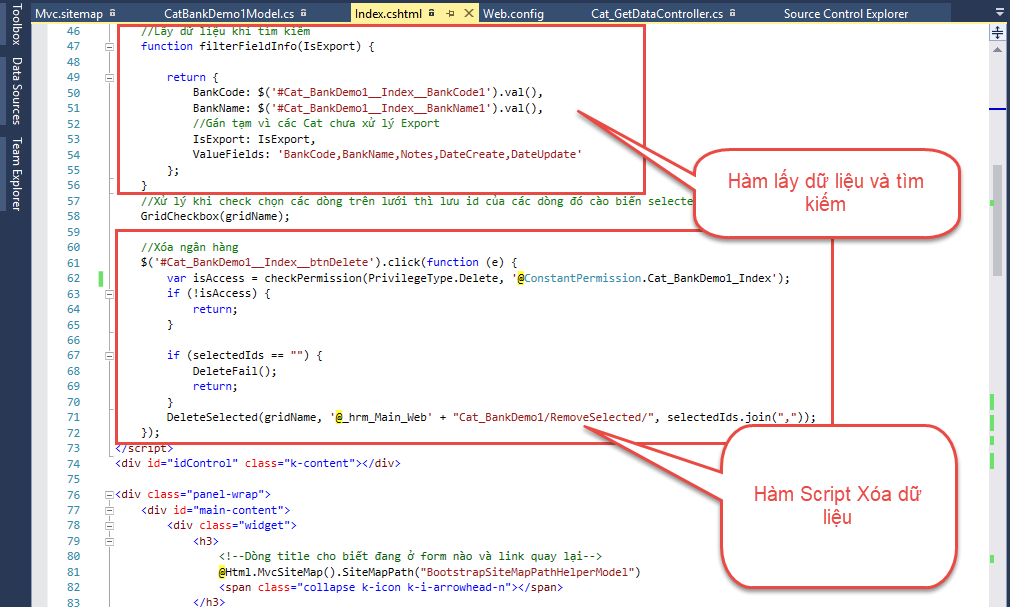 Mvc.sitemap CatBankDemo1Model.cs Index.cshtml Web.config Cat_GetDataController.cs Source Control Explorer
Toolbox
Data Sources
Team Explorer
46 //Lấy dữ liệu khi tìm kiếm
47 function filterFieldInfo(IsExport) {
48
49 return {
50 BankCode: $('#Cat_BankDemo1__Index__BankCode1').val(),
51 BankName: $('#Cat_BankDemo1__Index__BankName1').val(),
52 //Gán tạm vì các Cat chưa xử lý Export
53 IsExport: IsExport,
54 ValueFields: 'BankCode,BankName,Notes,DateCreate,DateUpdate'
55 };
56 }
57 //Xử lý khi check chọn các dòng trên lưới thì lưu id của các dòng đó cào biến selecte
58 GridCheckbox(gridName);
59
60 //Xóa ngân hàng
61 $('#Cat_BankDemo1__Index__btnDelete').click(function (e) {
62 var isAccess = checkPermission(PrivilegeType.Delete, '@ConstantPermission.Cat_BankDemo1_Index');
63 if (!isAccess) {
64 return;
65 }
66
67 if (selectedIds == "") {
68 DeleteFail();
69 return;
70 }
71 DeleteSelected(gridName, '@_hrm_Main_Web' + "Cat_BankDemo1/RemoveSelected/", selectedIds.join(","));
72 });
73 </script>
74 <div id="idControl" class="k-content"></div>
75
76 <div class="panel-wrap">
77 <div id="main-content">
78 <div class="widget">
79 <h3>
80 <!--Dòng title cho biết đang ở form nào và link quay lại-->
81 @Html.MvcSiteMap().SiteMapPath("BootstrapSiteMapPathHelperModel")
82 <span class="collapse k-icon k-i-arrowhead-n"></span>
83 </h3>
Hàm lấy dữ liệu và tìm
kiếm
Hàm Script Xóa dữ
liệu